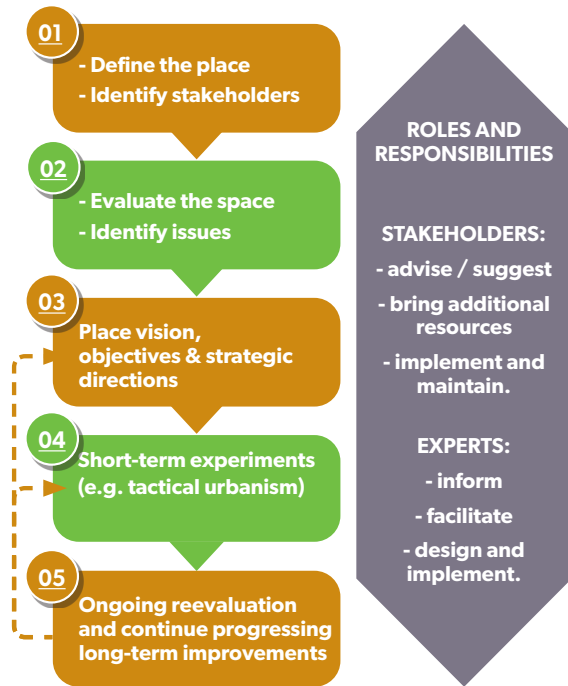 01
- Define the place
- Identify stakeholders
02
- Evaluate the space
- Identify issues
03
Place vision,
objectives & strategic
directions
04
Short-term experiments
(e.g. tactical urbanism)
05
Ongoing reevaluation
and continue progressing
long-term improvements
ROLES AND
RESPONSIBILITIES
STAKEHOLDERS:
- advise / suggest
- bring additional
resources
- implement and
maintain.
EXPERTS:
- inform
- facilitate
- design and
implement.